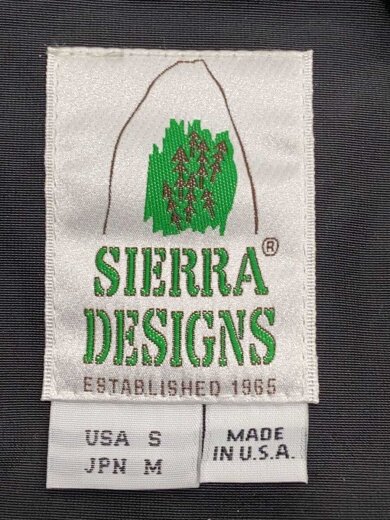 SIERRA®
DESIGNS
ESTABLISHED 1965
USA S
JPN M
MADE
IN U.S.A.